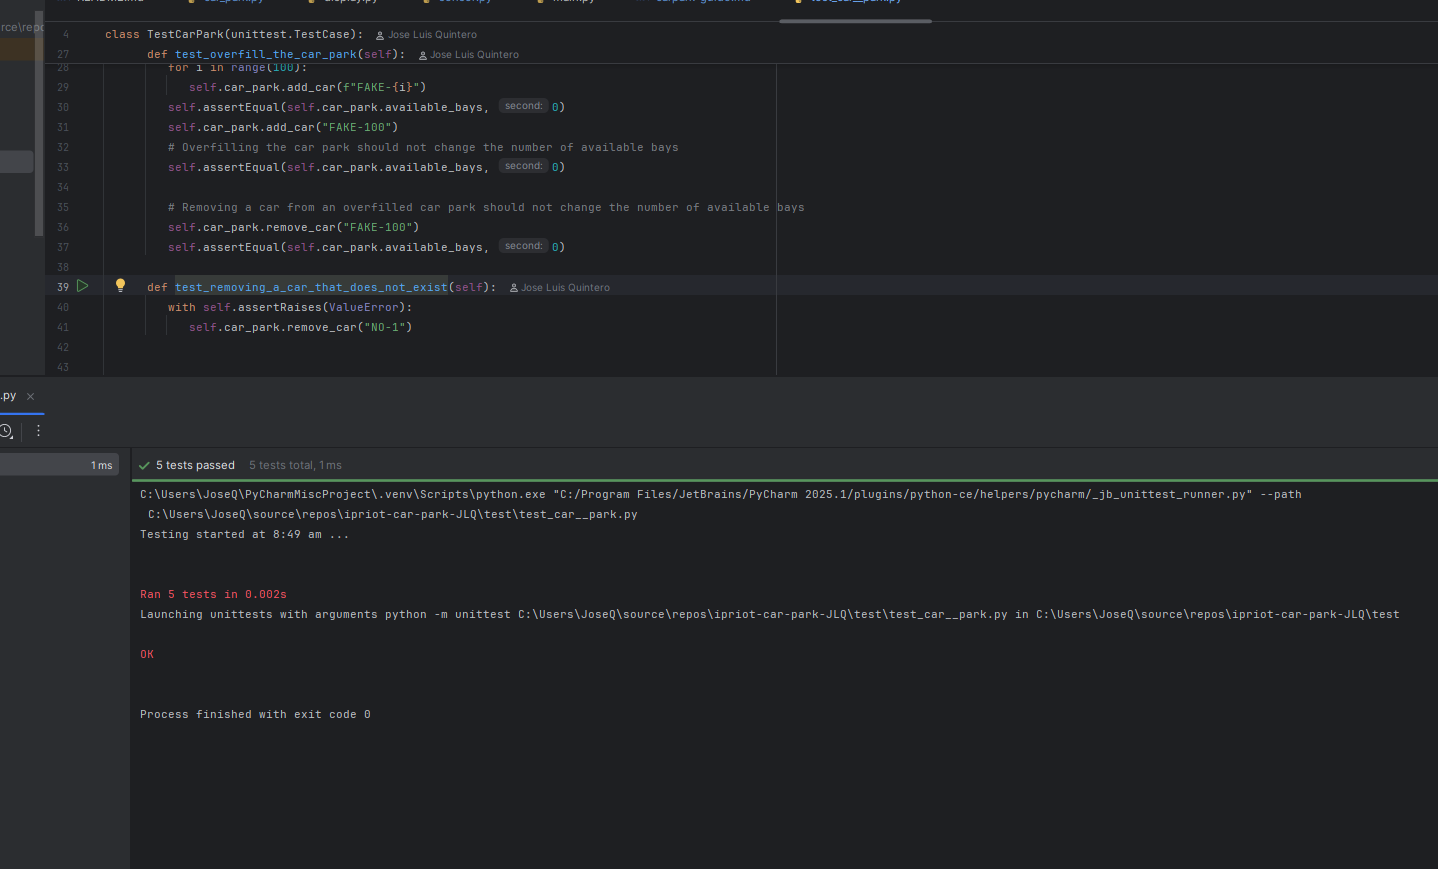 rce\repo
4 class TestCarPark(unittest.TestCase): Jose Luis Quintero
27 def test_overfill_the_car_park(self): Jose Luis Quintero
28 for i in range(100):
29 self.car_park.add_car(f"FAKE-{i}")
30 self.assertEqual(self.car_park.available_bays, second: 0)
31 self.car_park.add_car("FAKE-100")
32 # Overfilling the car park should not change the number of available bays
33 self.assertEqual(self.car_park.available_bays, second: 0)
34
35 # Removing a car from an overfilled car park should not change the number of available bays
36 self.car_park.remove_car("FAKE-100")
37 self.assertEqual(self.car_park.available_bays, second: 0)
38
39 def test_removing_a_car_that_does_not_exist(self): Jose Luis Quintero
40 with self.assertRaises(ValueError):
41 self.car_park.remove_car("NO-1")
42
43
.py
1 ms
5 tests passed 5 tests total, 1 ms
C:\Users\JoseQ\PyCharmMiscProject\.venv\Scripts\python.exe "C:/Program Files/JetBrains/PyCharm 2025.1/plugins/python-ce/helpers/pycharm/_jb_unittest_runner.py" --path
C:\Users\JoseQ\source\repos\ipriot-car-park-JLQ\test\test_car__park.py
Testing started at 8:49 am ...
Ran 5 tests in 0.002s
Launching unittests with arguments python -m unittest C:\Users\JoseQ\source\repos\ipriot-car-park-JLQ\test\test_car__park.py in C:\Users\JoseQ\source\repos\ipriot-car-park-JLQ\test
OK
Process finished with exit code 0